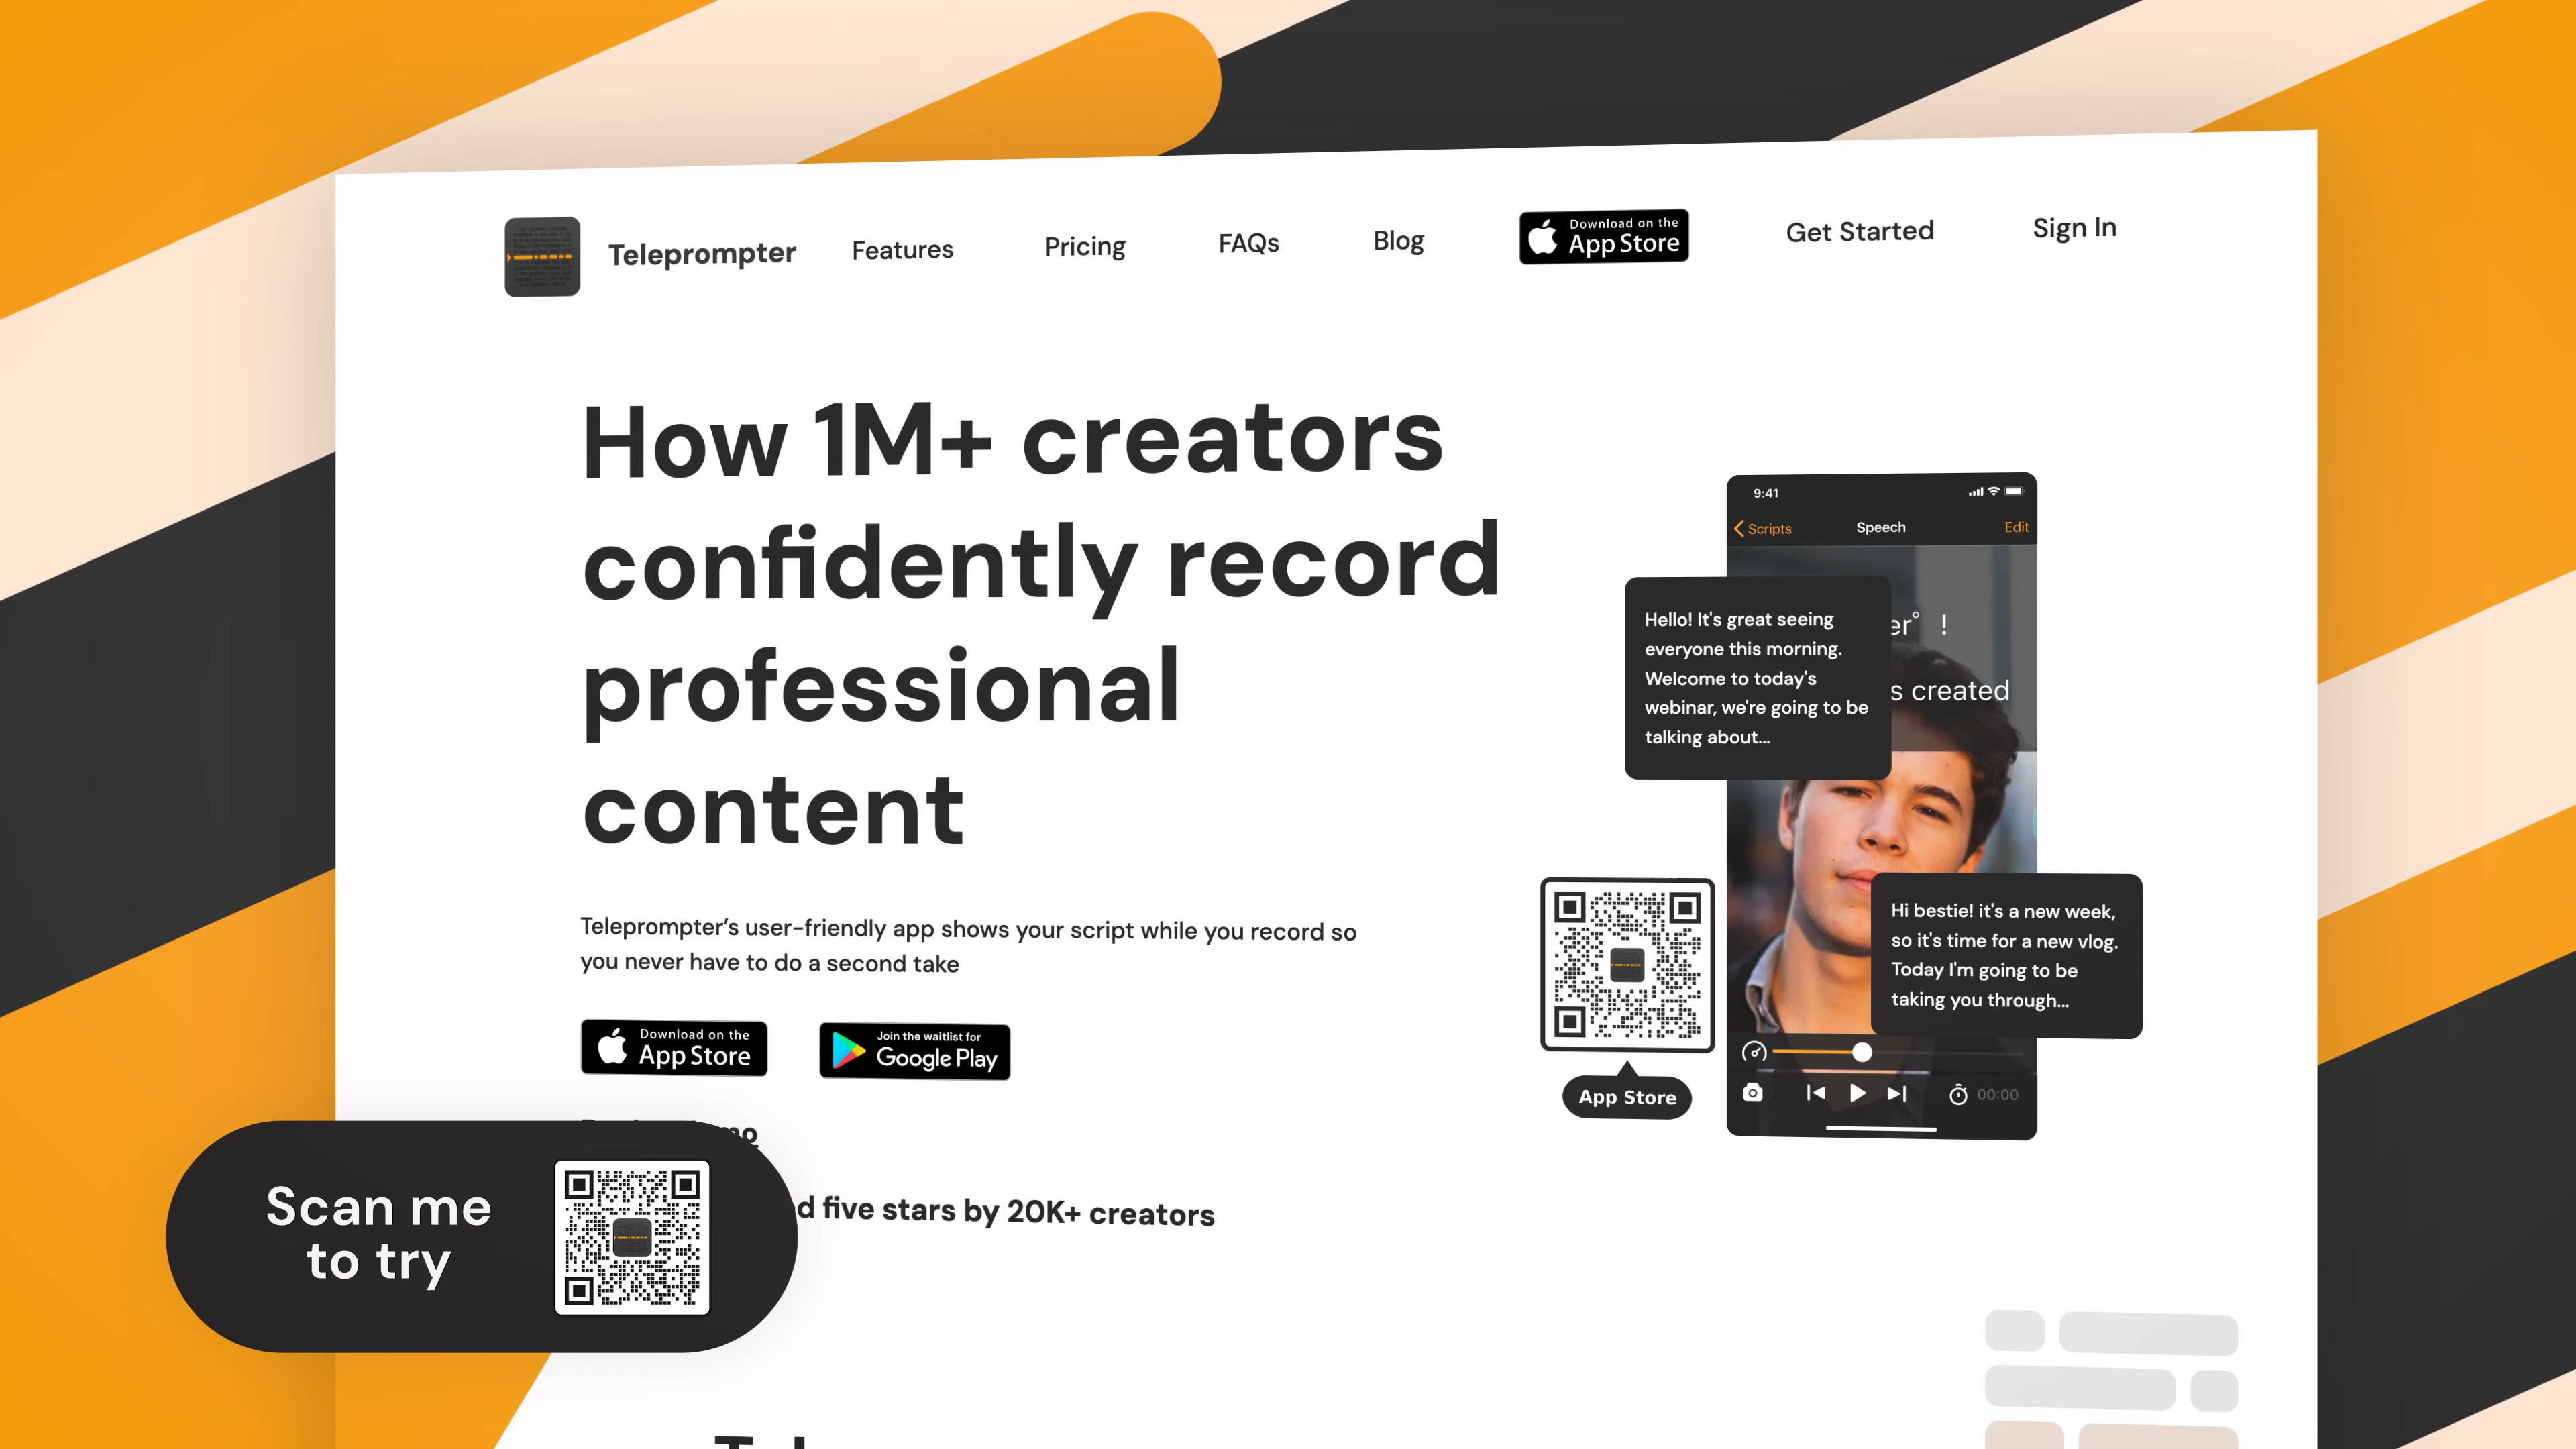 Teleprompter
Features
Pricing
FAQs
Blog
Download on the
App Store
Get Started
Sign In
How 1M+ creators
confidently record
professional
content
Teleprompter’s user-friendly app shows your script while you record so
you never have to do a second take
Download on the
App Store
Join the waitlist for
Google Play
five stars by 20K+ creators
Scan me
to try
9:41
Scripts
Speech
Edit
!
created
Hello! It's great seeing
everyone this morning.
Welcome to today's
webinar, we're going to be
talking about...
Hi bestie! it's a new week,
so it's time for a new vlog.
Today I'm going to be
taking you through...
00:00
App Store